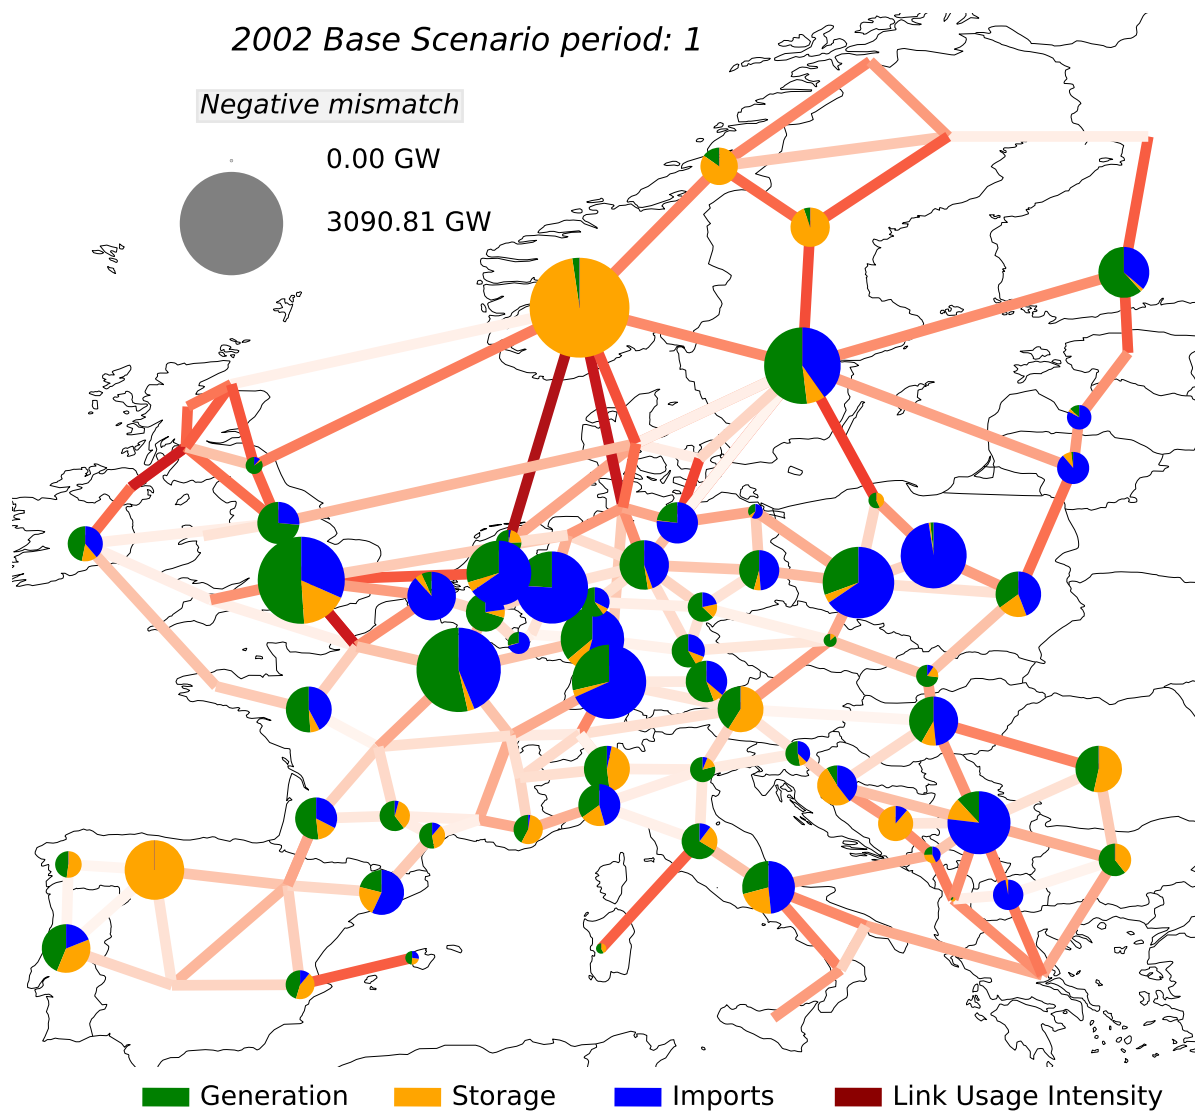 2002 Base Scenario period: 1
Negative mismatch
0.00 GW
3090.81 GW
Generation
Storage
Imports
Link Usage Intensity